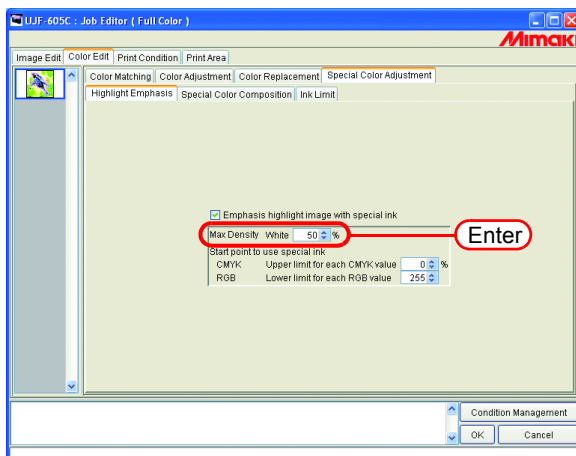 UJF-605C : Job Editor ( Full Color )
Mimaki
Image Edit Color Edit Print Condition Print Area
Color Matching Color Adjustment Color Replacement Special Color Adjustment
Highlight Emphasis Special Color Composition Ink Limit
Emphasis highlight image with special ink
Max Density White 50 %
Enter
Start point to use special ink
CMYK Upper limit for each CMYK value 0 %
RGB Lower limit for each RGB value 255
Condition Management
OK Cancel